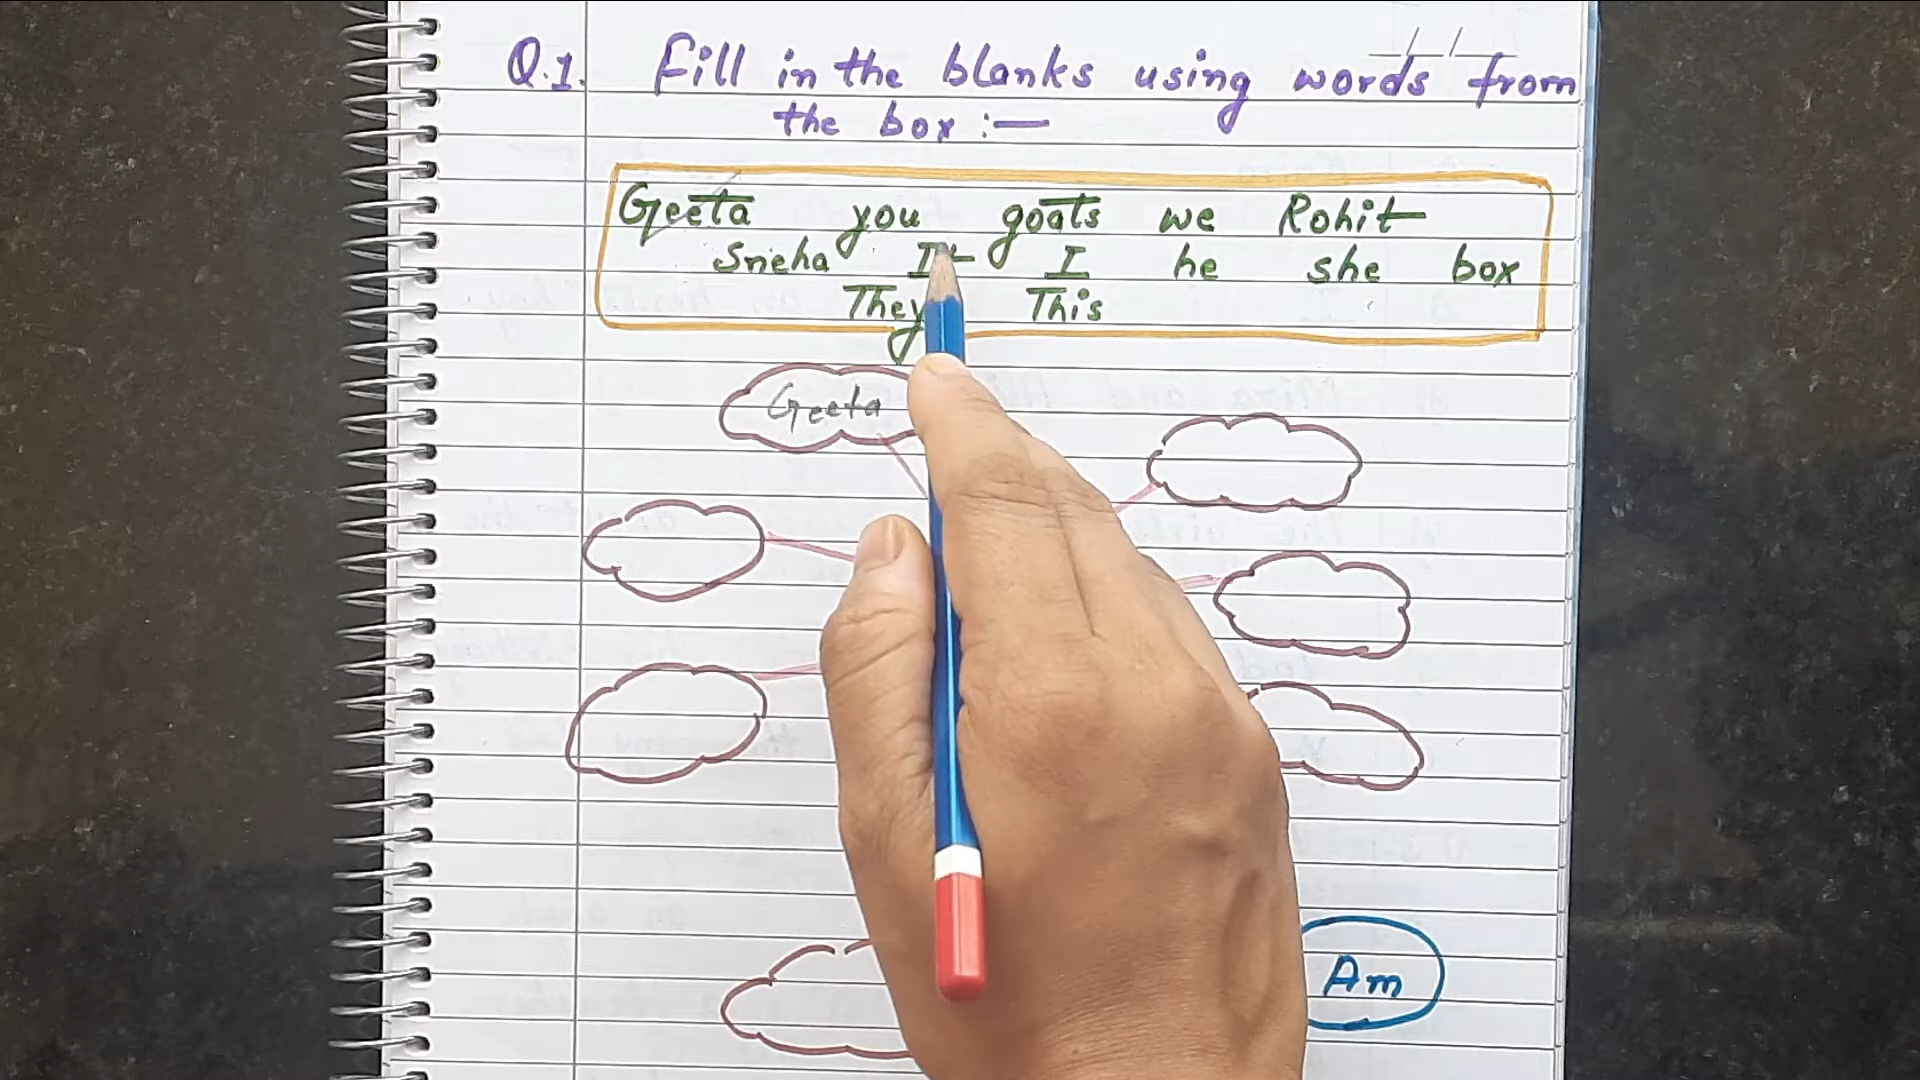 Q.1. Fill in the blanks using words from
the box :—
Geeta you goats we Rohit
Sneha It I he she box
They This
Geeta
Am